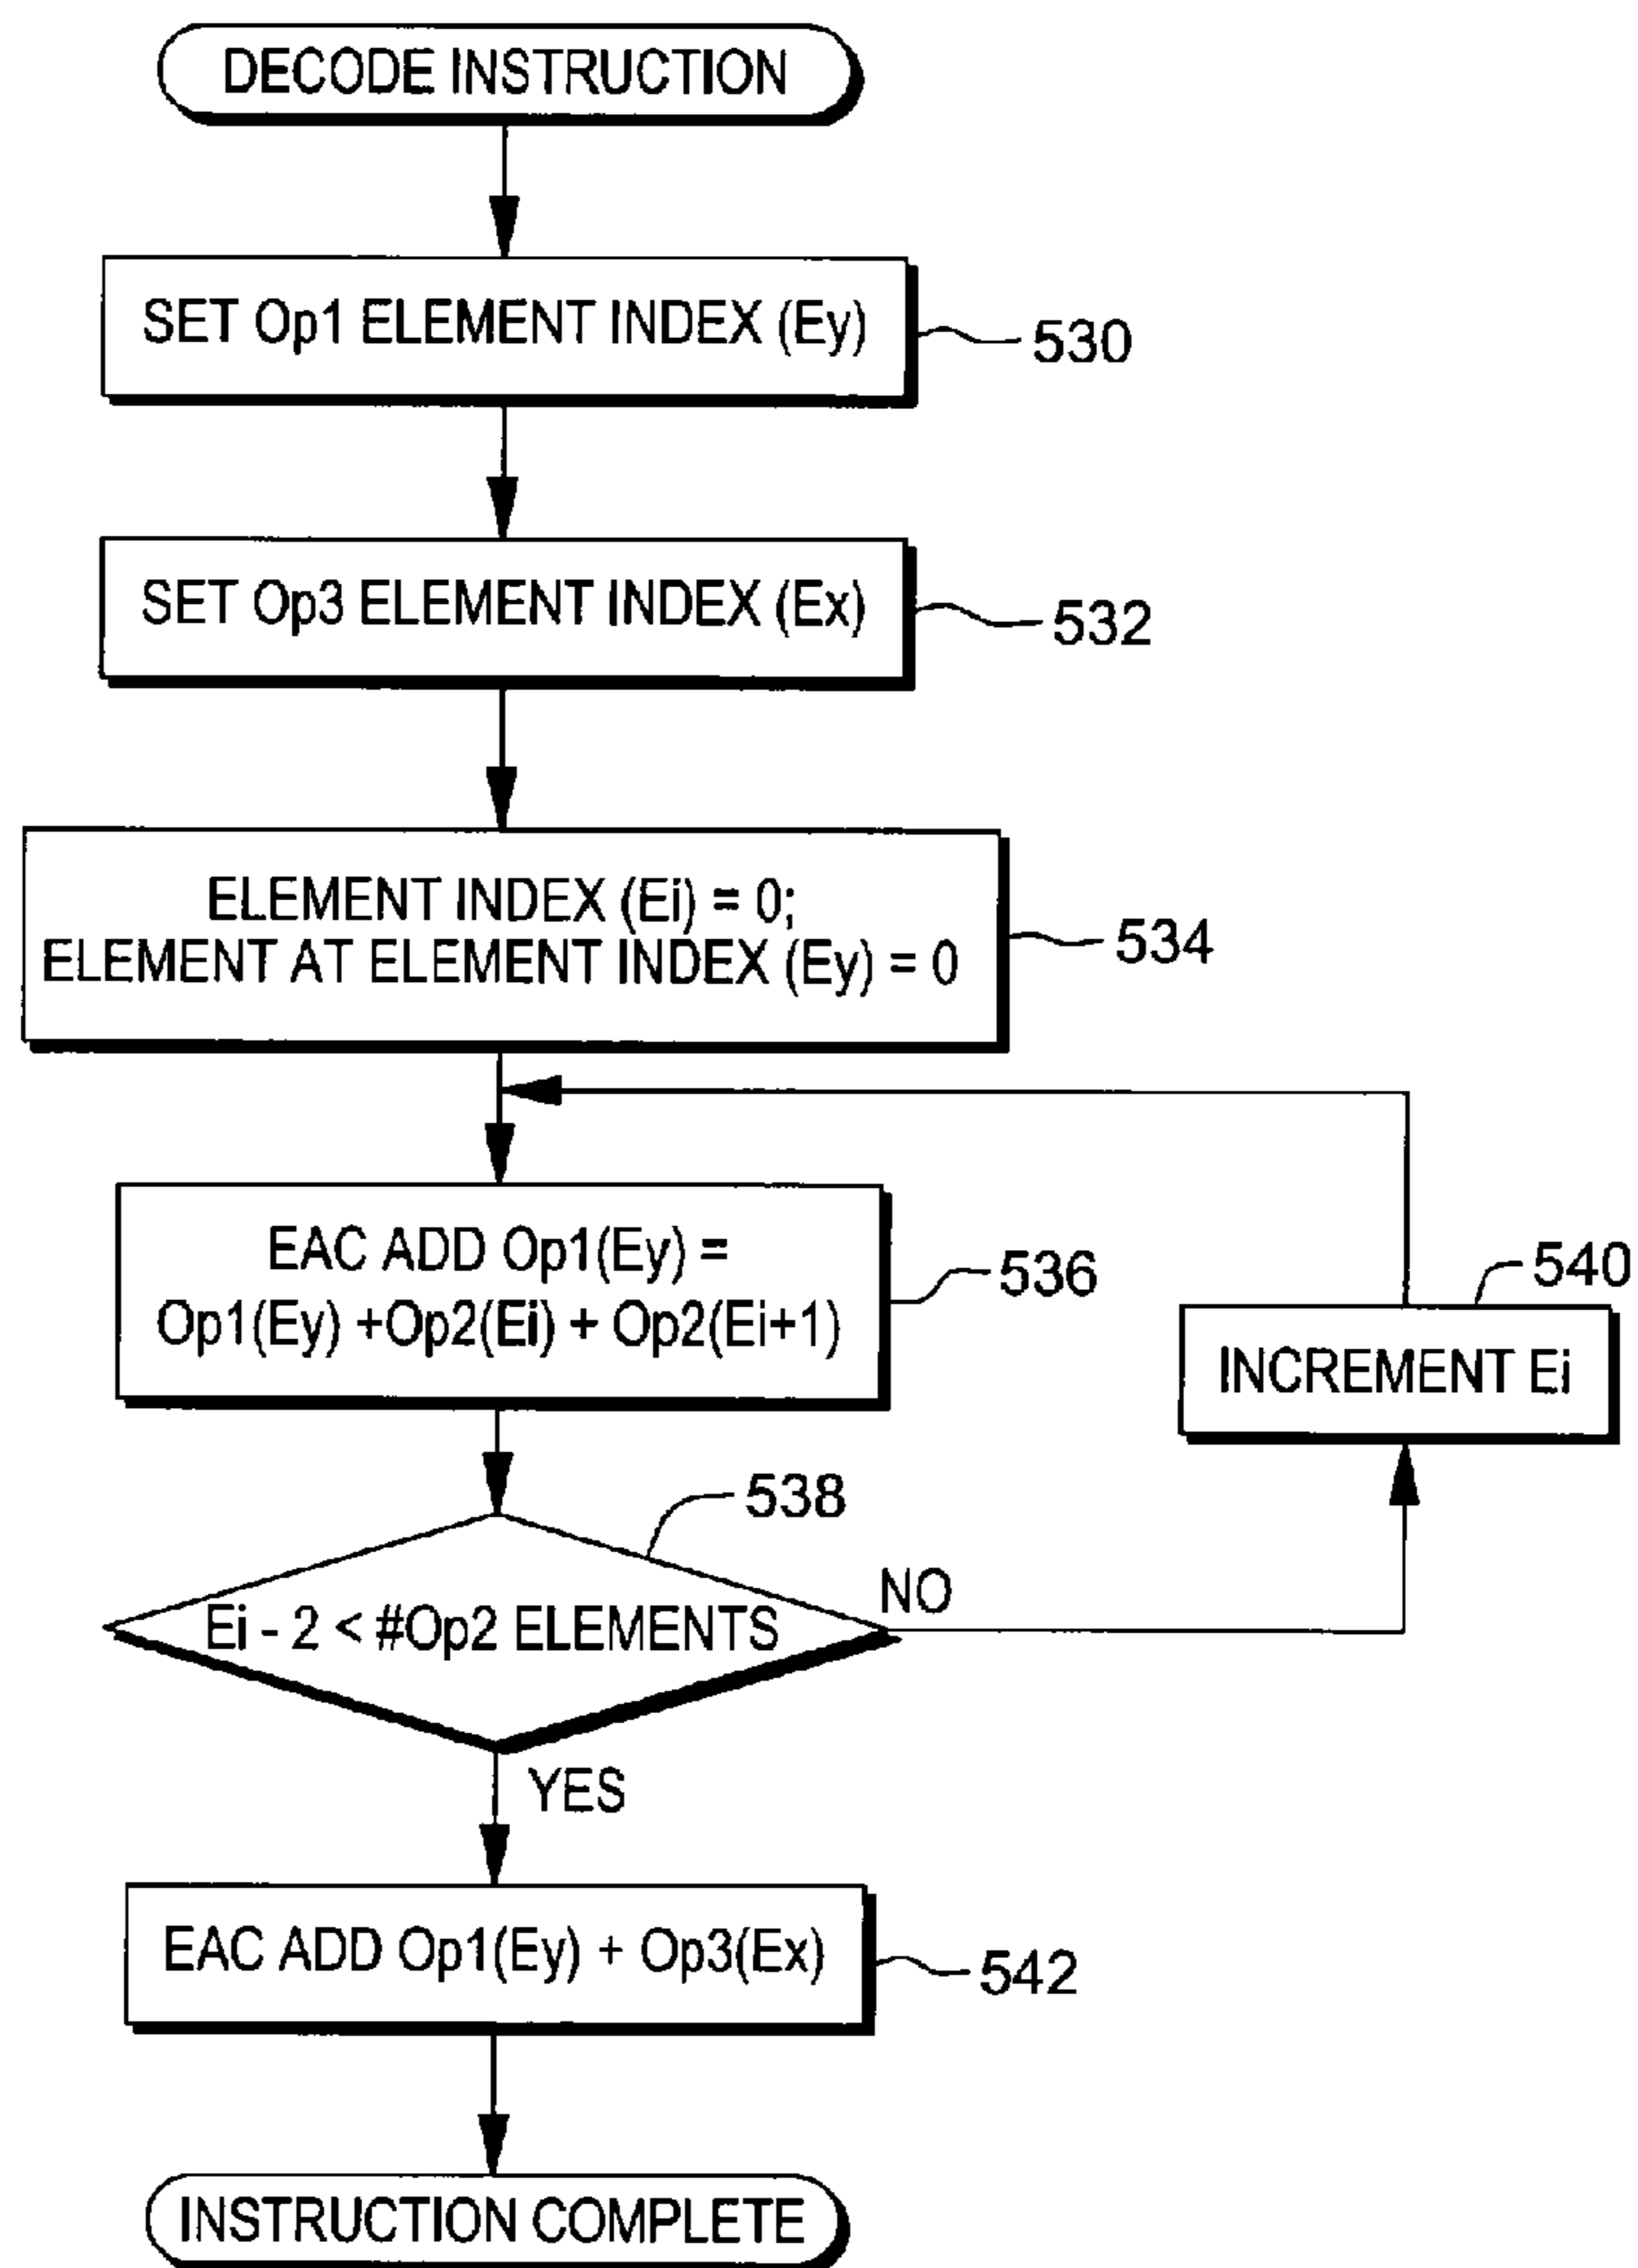 DECODE INSTRUCTION
SET Op1 ELEMENT INDEX (Ey)
530
SET Op3 ELEMENT INDEX (Ex)
532
ELEMENT INDEX (Ei) = 0;
ELEMENT AT ELEMENT INDEX (Ey) = 0
534
EAC ADD Op1(Ey) =
Op1(Ey) +Op2(Ei) + Op2(Ei+1)
536
540
INCREMENT Ei
538
Ei - 2 < #Op2 ELEMENTS
NO
YES
EAC ADD Op1(Ey) + Op3(Ex)
542
INSTRUCTION COMPLETE